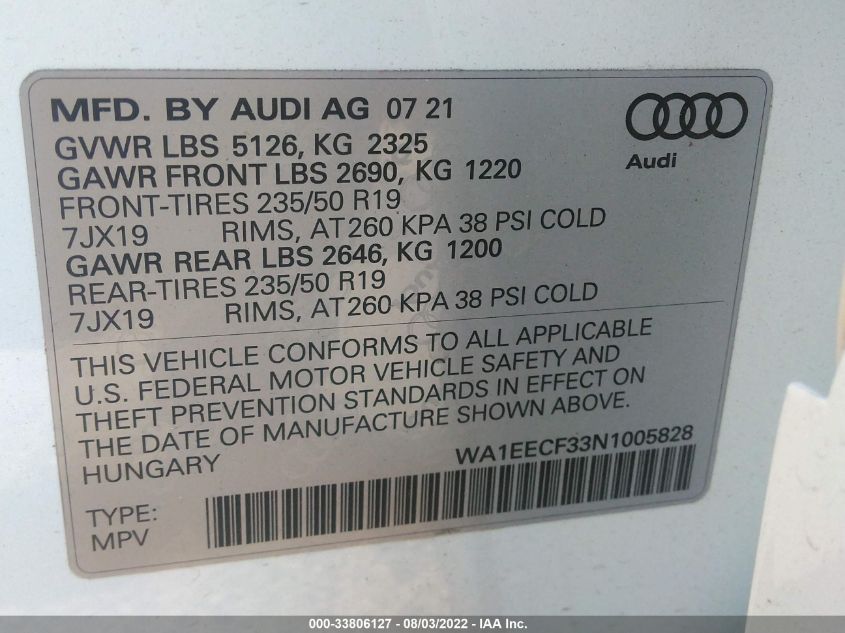 MFD. BY AUDI AG 07 21
GVWR LBS 5126, KG 2325
GAWR FRONT LBS 2690, KG 1220
FRONT-TIRES 235/50 R19
7JX19 RIMS, AT 260 KPA 38 PSI COLD
GAWR REAR LBS 2646, KG 1200
REAR-TIRES 235/50 R19
7JX19 RIMS, AT 260 KPA 38 PSI COLD
Audi
THIS VEHICLE CONFORMS TO ALL APPLICABLE
U.S. FEDERAL MOTOR VEHICLE SAFETY AND
THEFT PREVENTION STANDARDS IN EFFECT ON
THE DATE OF MANUFACTURE SHOWN ABOVE.
HUNGARY WA1EECF33N1005828
TYPE:
MPV
000-33806127 - 08/03/2022 - IAA Inc.